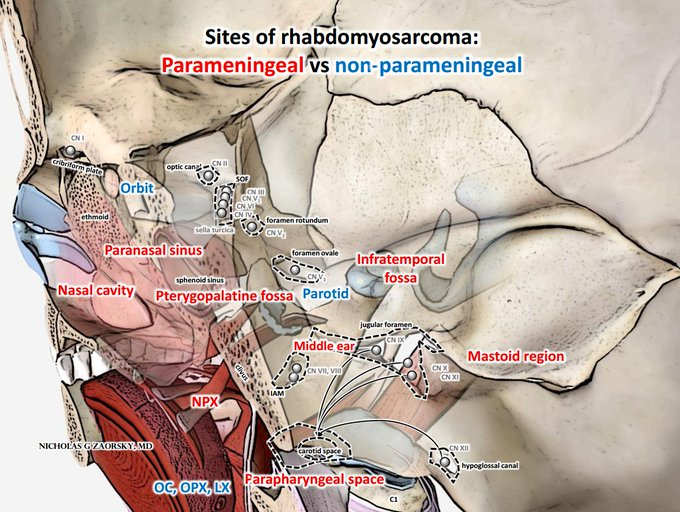 Sites of rhabdomyosarcoma:
Parameningeal vs non-parameningeal
CN I
cribriform plate
optic canal
CN II
Orbit
SOF
CN III
CN V₁
CN VI
CN IV
ethmoid
sella turcica
foramen rotundum
CN V₂
Paranasal sinus
foramen ovale
Infratemporal
fossa
sphenoid sinus
CN V₃
Nasal cavity
Pterygopalatine fossa
Parotid
jugular foramen
Middle ear
CN IX
Mastoid region
clivus
CN VII, VIII
CN X
CN XI
IAM
NPX
NICHOLAS G ZAORSKY, MD
carotid space
CN XII
hypoglossal canal
Parapharyngeal space
OC, OPX, LX
C1